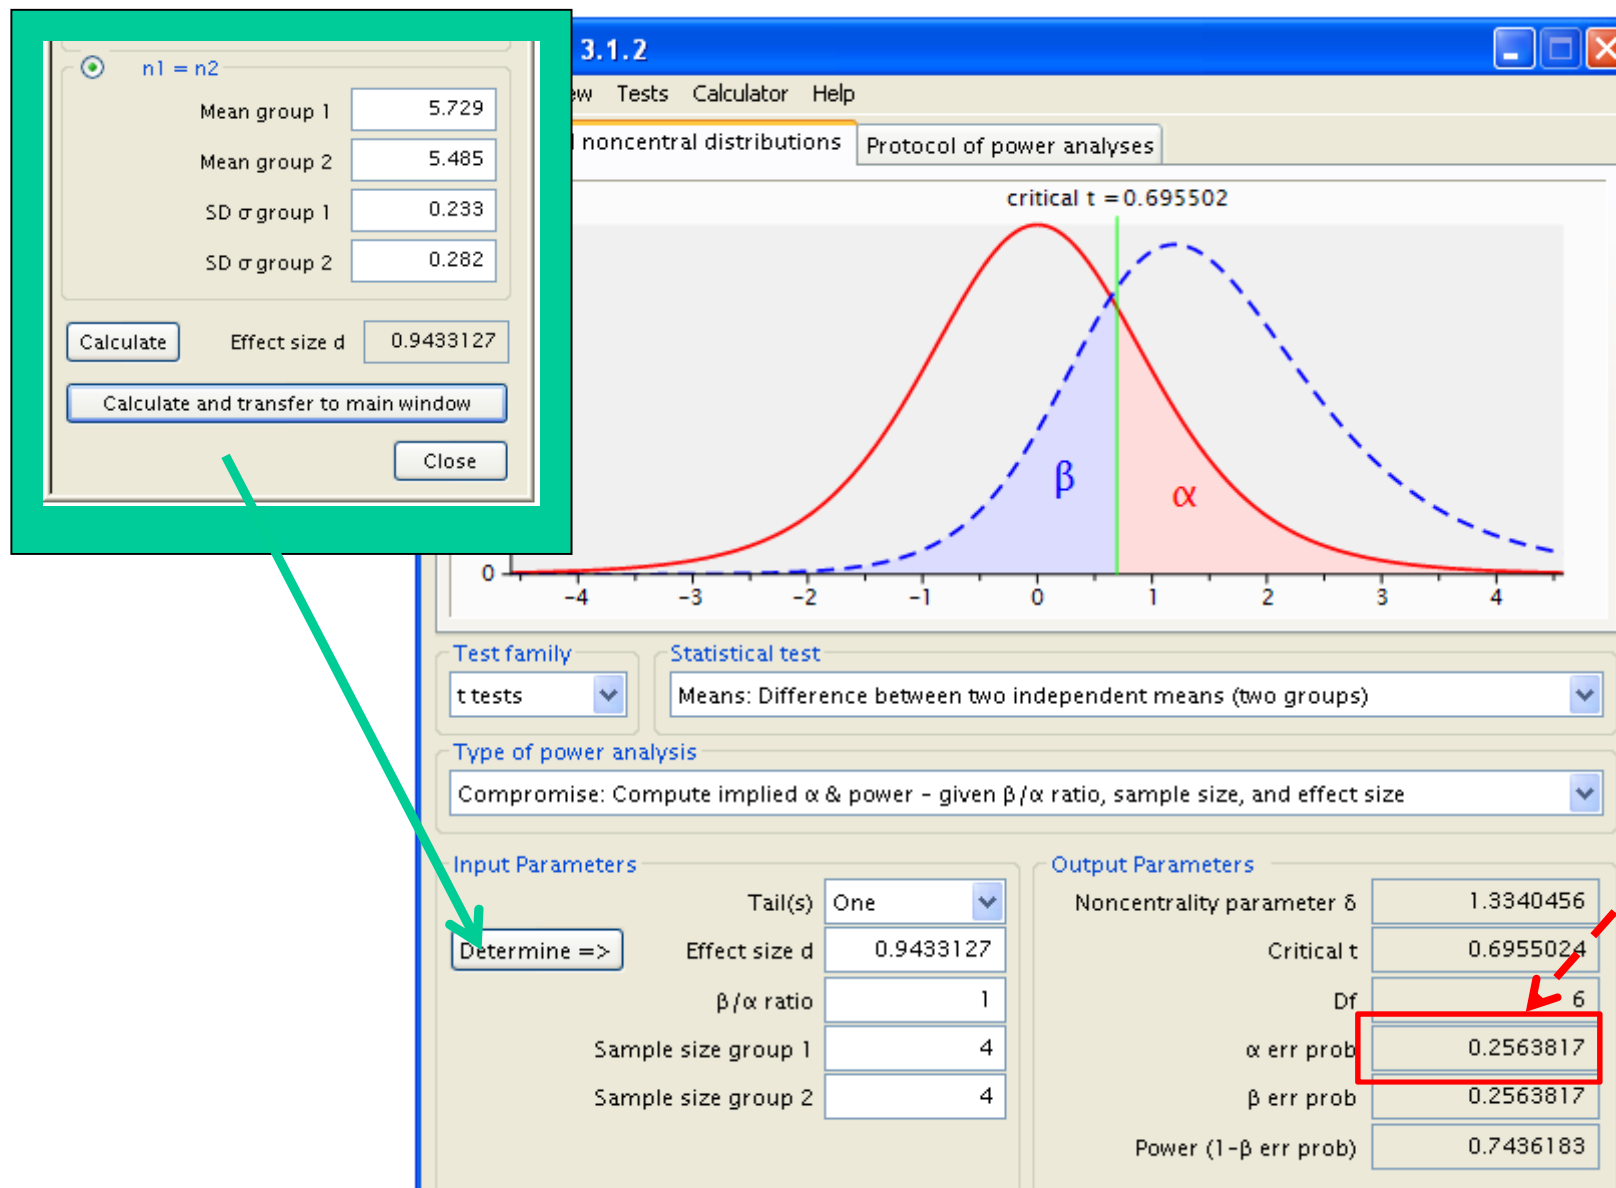 n1 = n2
Mean group 1 5.729
Mean group 2 5.485
SD σ group 1 0.233
SD σ group 2 0.282
Calculate Effect size d 0.9433127
Calculate and transfer to main window
Close
3.1.2
Tests Calculator Help
noncentral distributions Protocol of power analyses
critical t = 0.695502
β
α
0
-4 -3 -2 -1 0 1 2 3 4
Test family
t tests
Statistical test
Means: Difference between two independent means (two groups)
Type of power analysis
Compromise: Compute implied α & power - given β/α ratio, sample size, and effect size
Input Parameters
Tail(s) One
Determine => Effect size d 0.9433127
β/α ratio 1
Sample size group 1 4
Sample size group 2 4
Output Parameters
Noncentrality parameter δ 1.3340456
Critical t 0.6955024
Df 6
α err prob 0.2563817
β err prob 0.2563817
Power (1-β err prob) 0.7436183